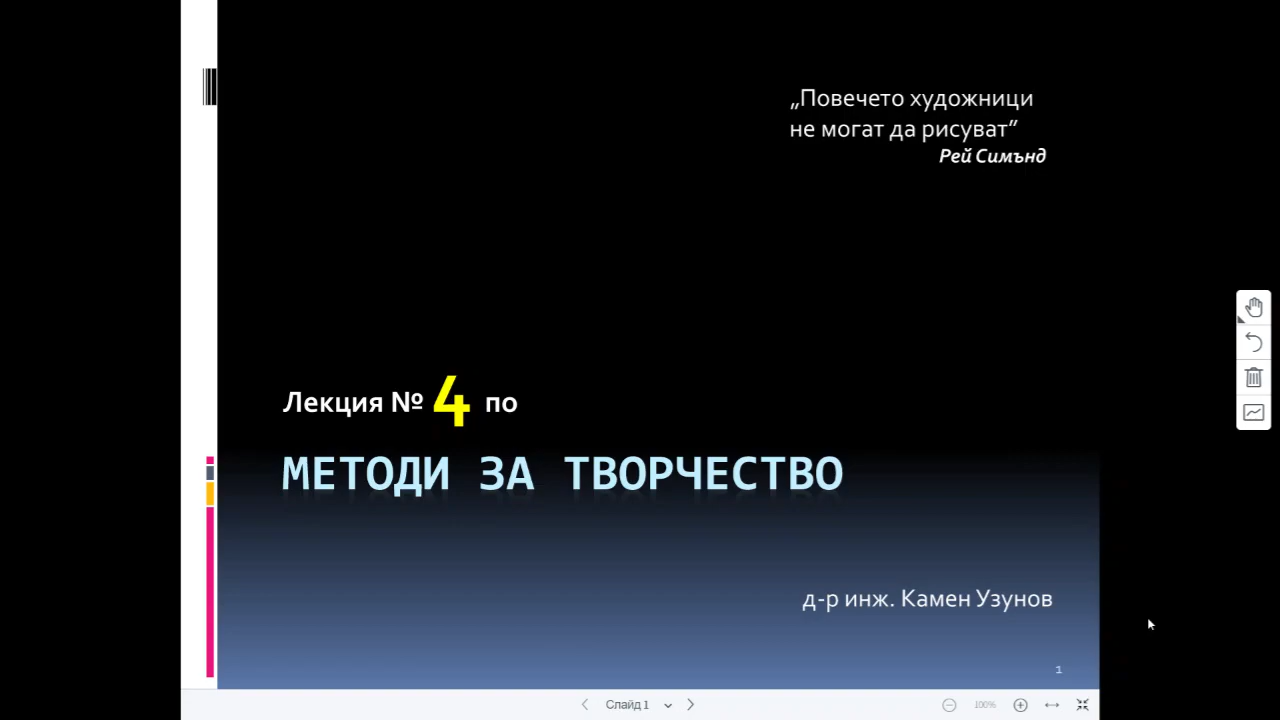 „Повечето художници
не могат да рисуват”
Рей Симънд
Лекция № 4 по
МЕТОДИ ЗА ТВОРЧЕСТВО
д-р инж. Камен Узунов
1
Слайд 1
100%